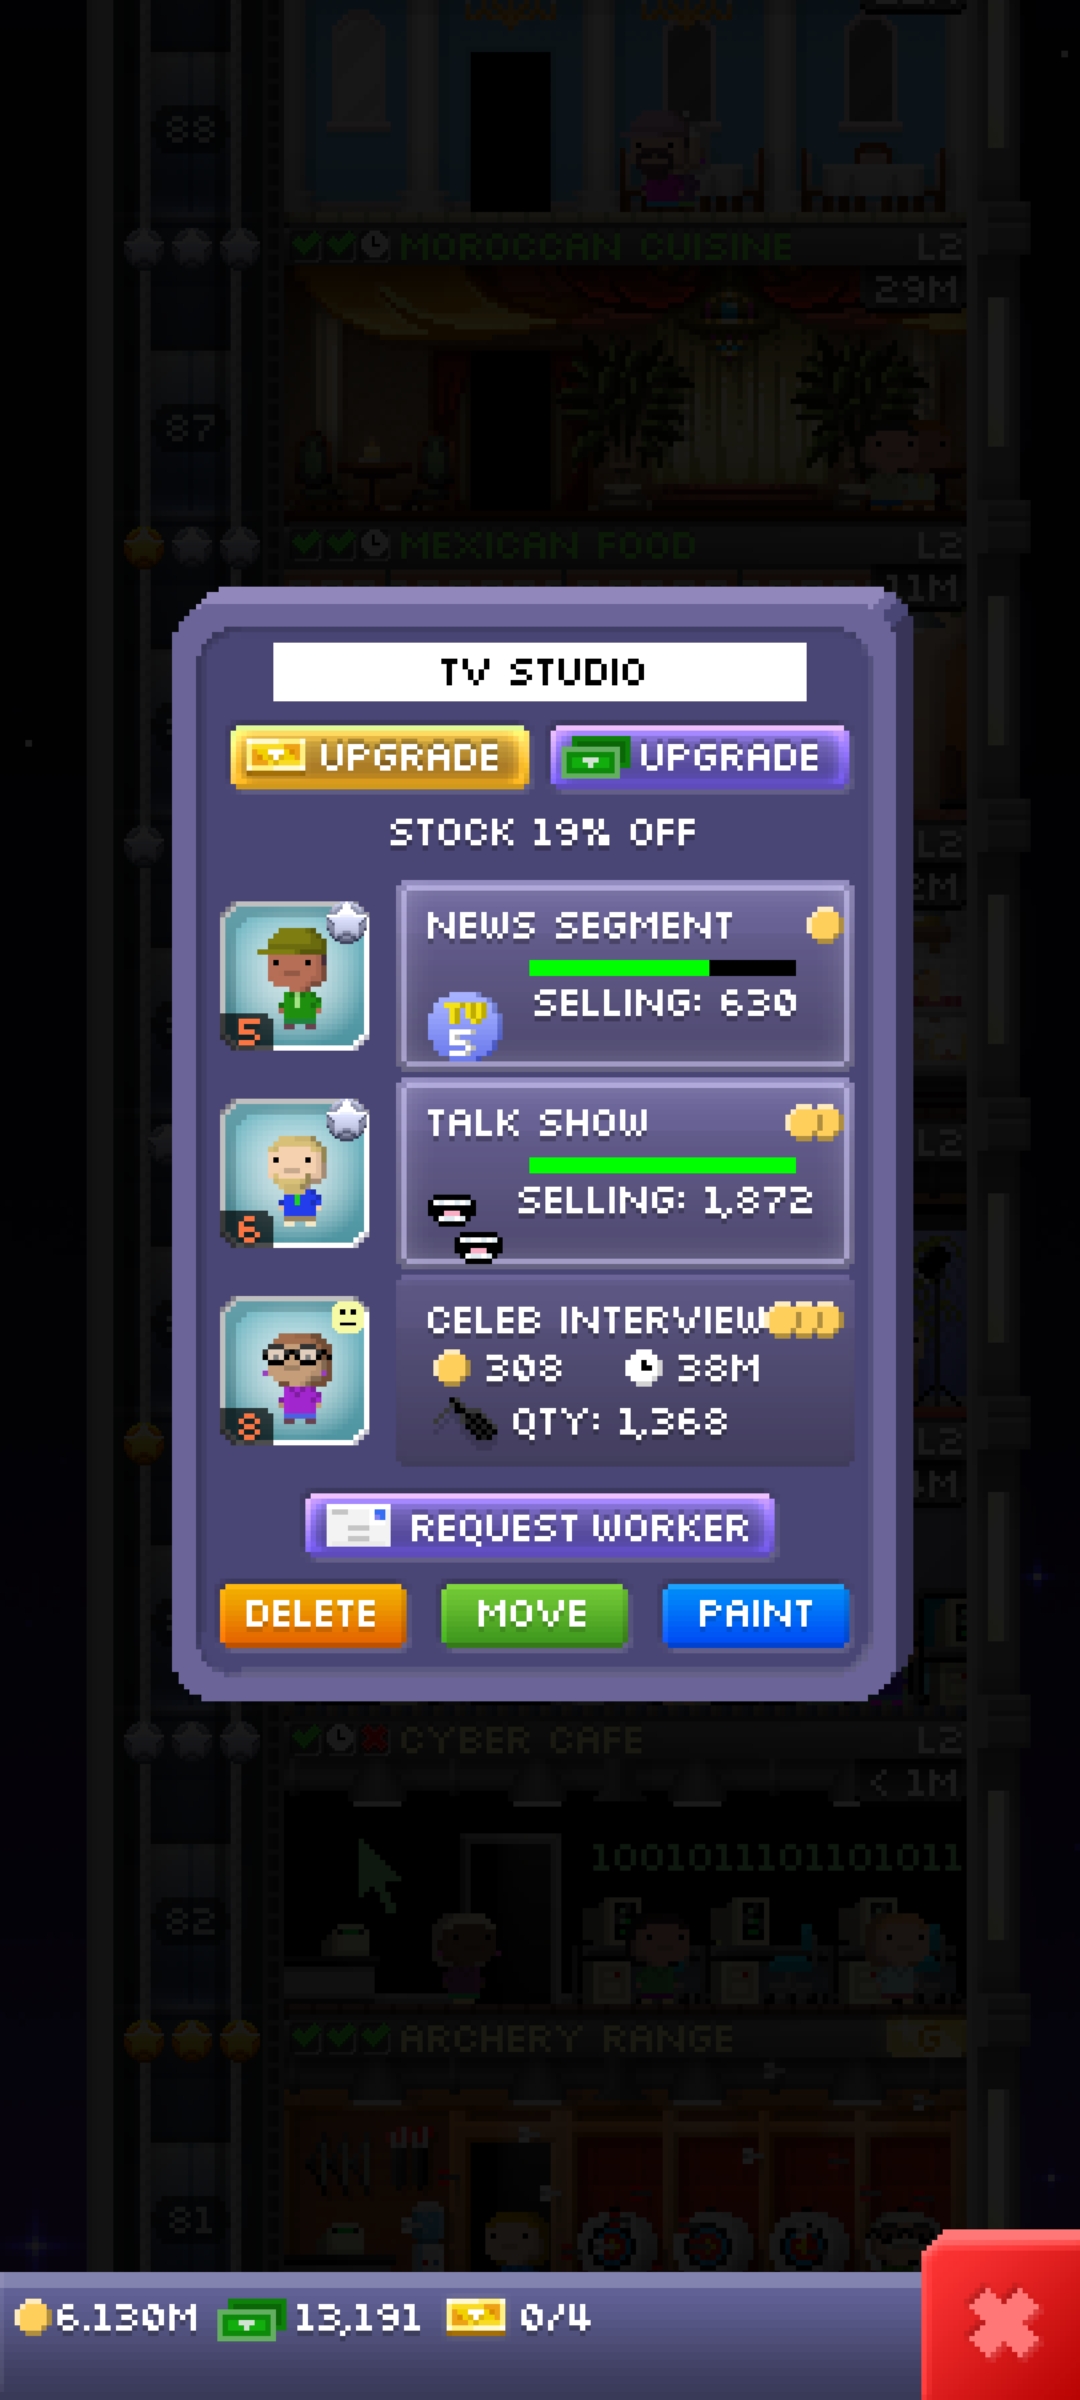 88
MOROCCAN CUISINE L2
29M
87
MEXICAN FOOD L2
11M
TV STUDIO
UPGRADE UPGRADE
STOCK 19% OFF
L2
NEWS SEGMENT
SELLING: 630
TV
5
5
TALK SHOW
L2
SELLING: 1,872
6
CELEB INTERVIEW
308 38M
QTY: 1,368
8
L2
REQUEST WORKER
DELETE MOVE PAINT
CYBER CAFE L2
< 1M
1001011101101011
82
ARCHERY RANGE G
81
6.130M 13,191 0/4